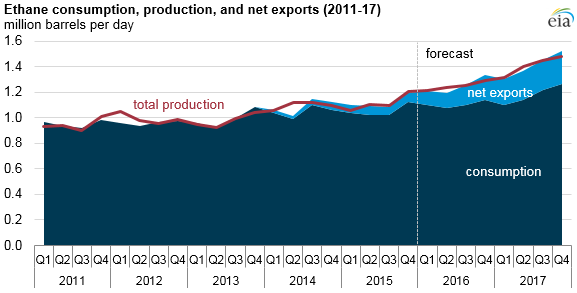 Ethane consumption, production, and net exports (2011-17)
million barrels per day
eia
1.6
1.4
1.2
1.0
0.8
0.6
0.4
0.2
0.0
forecast
total production
net exports
consumption
Q1 Q2 Q3 Q4 Q1 Q2 Q3 Q4 Q1 Q2 Q3 Q4 Q1 Q2 Q3 Q4 Q1 Q2 Q3 Q4 Q1 Q2 Q3 Q4 Q1 Q2 Q3 Q4
2011 2012 2013 2014 2015 2016 2017